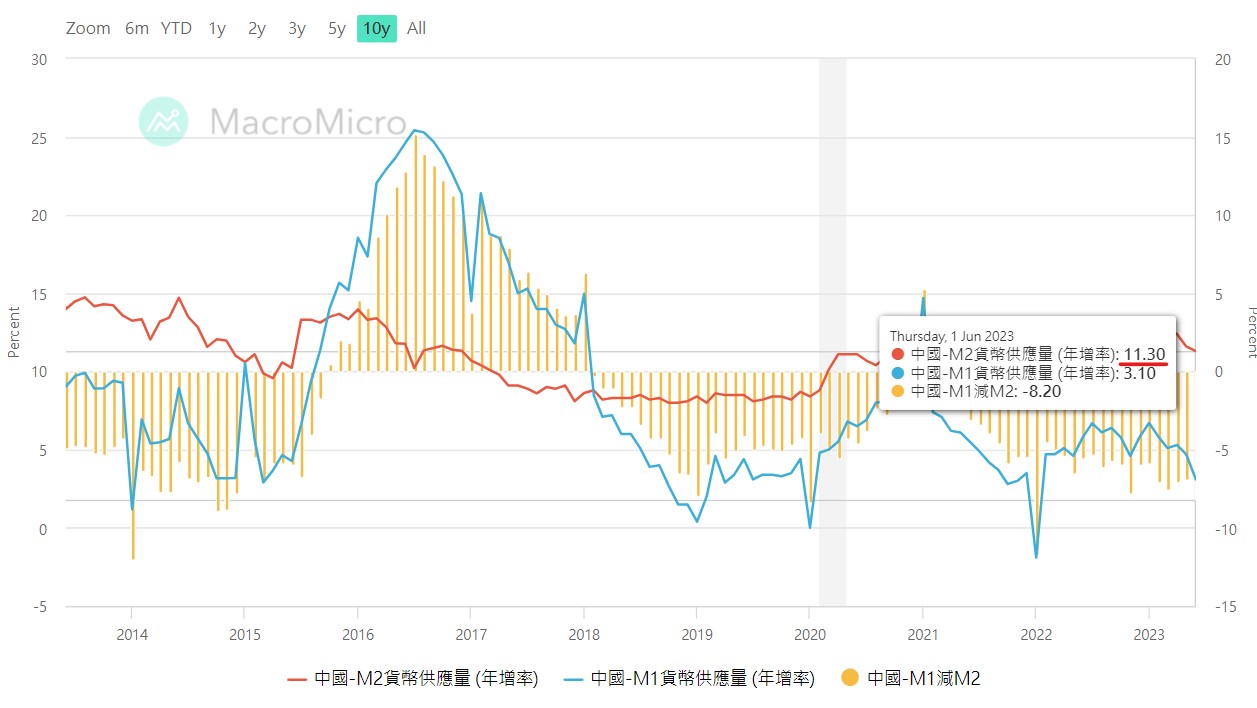 Zoom 6m YTD 1y 2y 3y 5y 10y All
30
25
20
15
10
5
0
-5
Percent
MacroMicro
Thursday, 1 Jun 2023
中國-M2貨幣供應量 (年增率): 11.30
中國-M1貨幣供應量 (年增率): 3.10
中國-M1減M2: -8.20
20
15
10
5
0
-5
-10
-15
Percent
2014 2015 2016 2017 2018 2019 2020 2021 2022 2023
中國-M2貨幣供應量 (年增率) 中國-M1貨幣供應量 (年增率) 中國-M1減M2